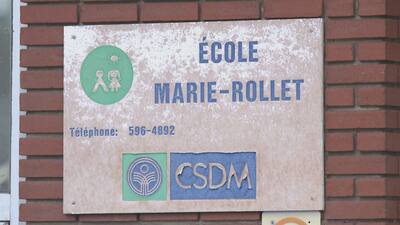 ÉCOLE
MARIE-ROLLET
Téléphone: 596-4892
CSDM